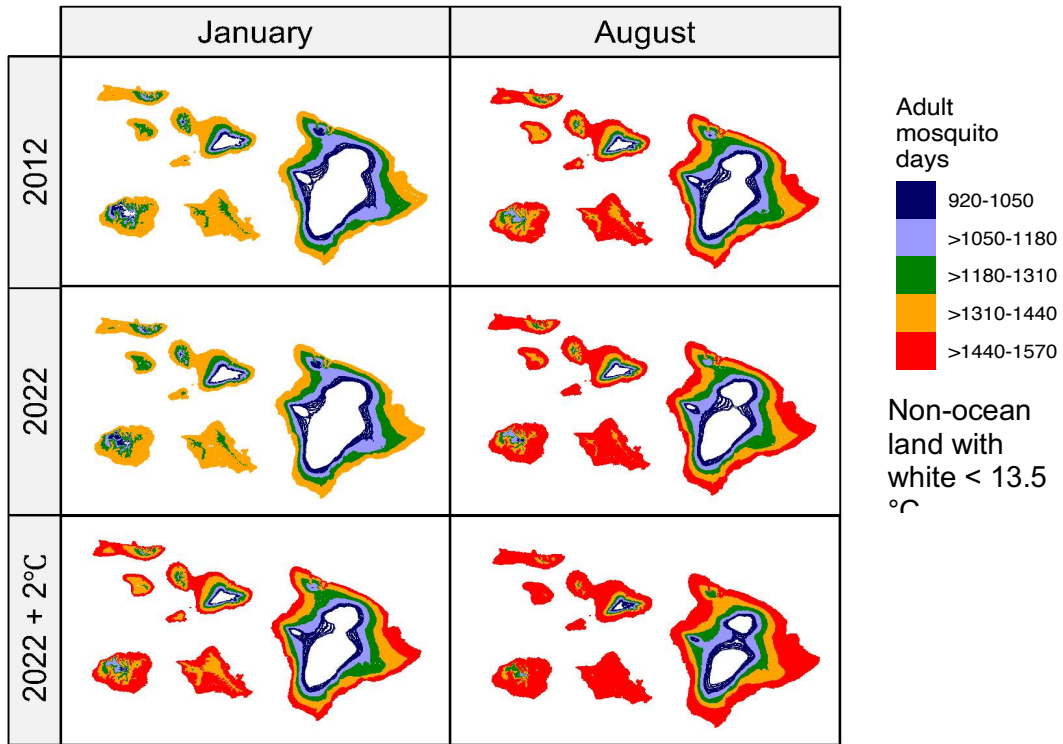 January
August
2012
2022
2022 + 2°C
Adult
mosquito
days
920-1050
>1050-1180
>1180-1310
>1310-1440
>1440-1570
Non-ocean
land with
white < 13.5
°C